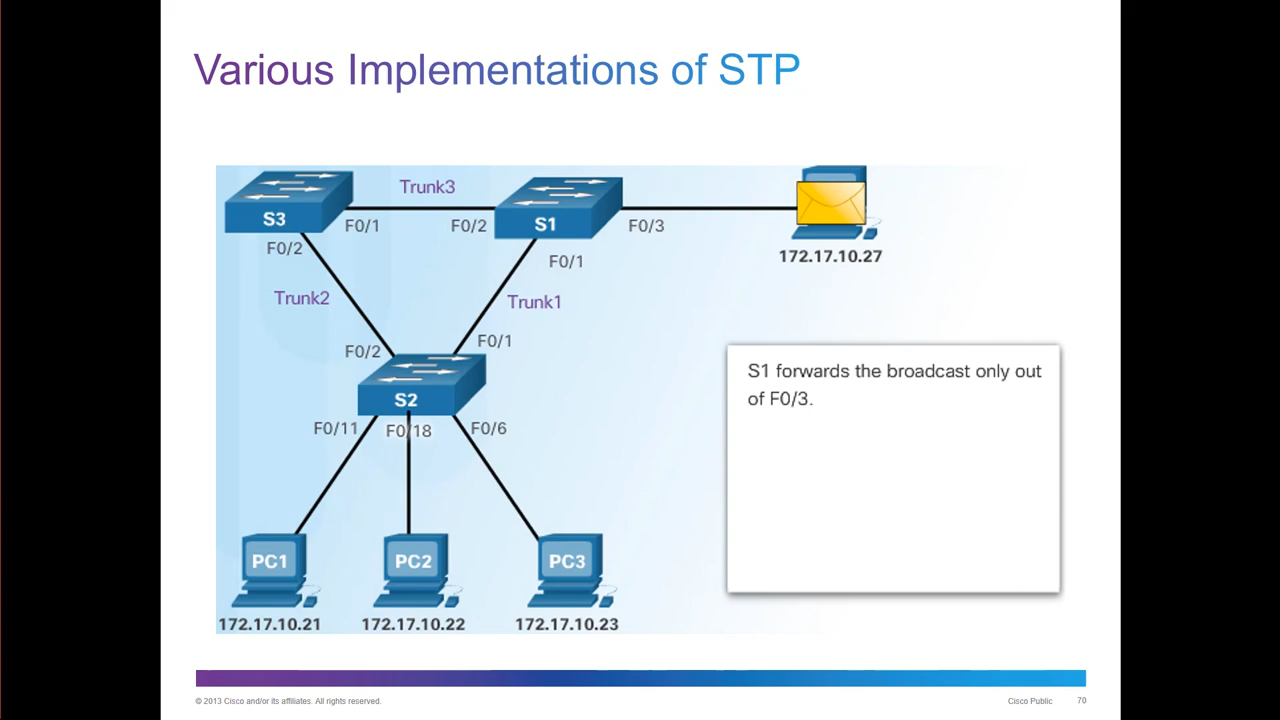 Various Implementations of STP
Trunk3
S3
S1
F0/1
F0/2
F0/3
F0/2
F0/1
172.17.10.27
Trunk2
Trunk1
F0/2
F0/1
S1 forwards the broadcast only out
of F0/3.
S2
F0/11
F0/18
F0/6
PC1
PC2
PC3
172.17.10.21
172.17.10.22
172.17.10.23
© 2013 Cisco and/or its affiliates. All rights reserved.
Cisco Public
70